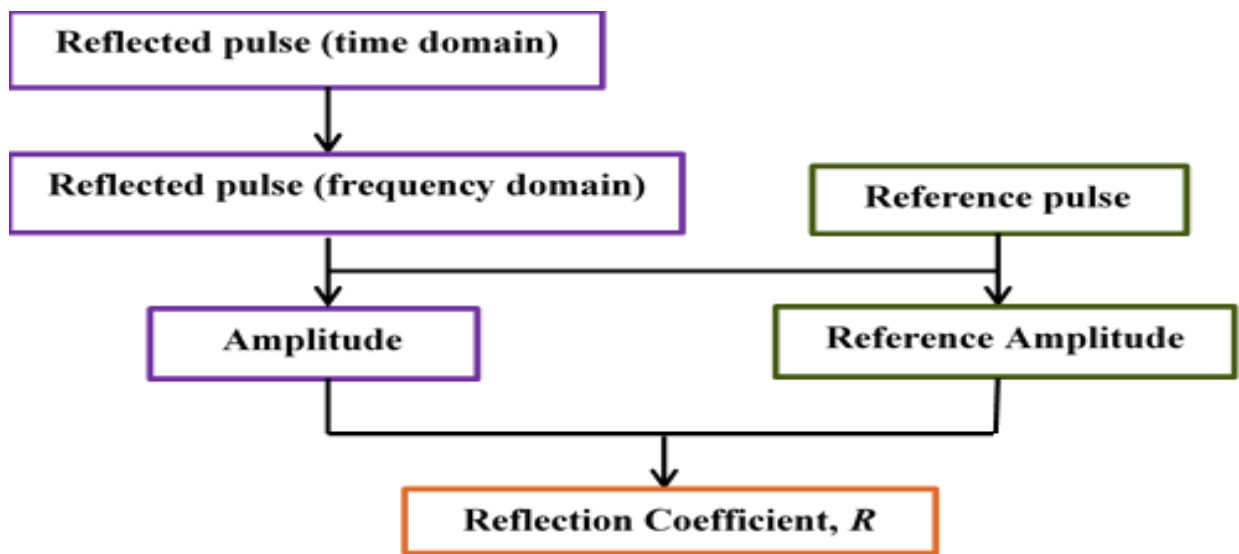 Reflected pulse (time domain)
Reflected pulse (frequency domain)
Reference pulse
Amplitude
Reference Amplitude
Reflection Coefficient, R